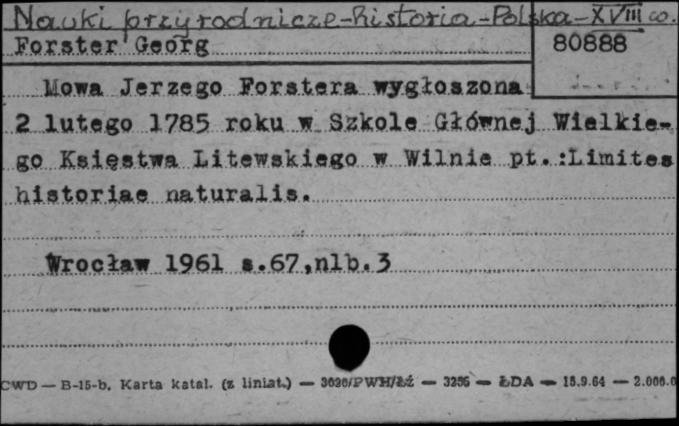 Nauki przyrodnicze-historia-Polska-XVIII w.
Forster Georg
80888
Mowa Jerzego Forstera wygłoszona
2 lutego 1785 roku w Szkole Głównej Wielkie-
go Księstwa Litewskiego w Wilnie pt.:Limites
historiae naturalis.
Wrocław 1961 s.67,nlb.3
CWD — B-15-b. Karta katal. (z liniat.) — 3020/PWH/Łź — 3256 — ŁDA — 15.9.64 — 2.000.0